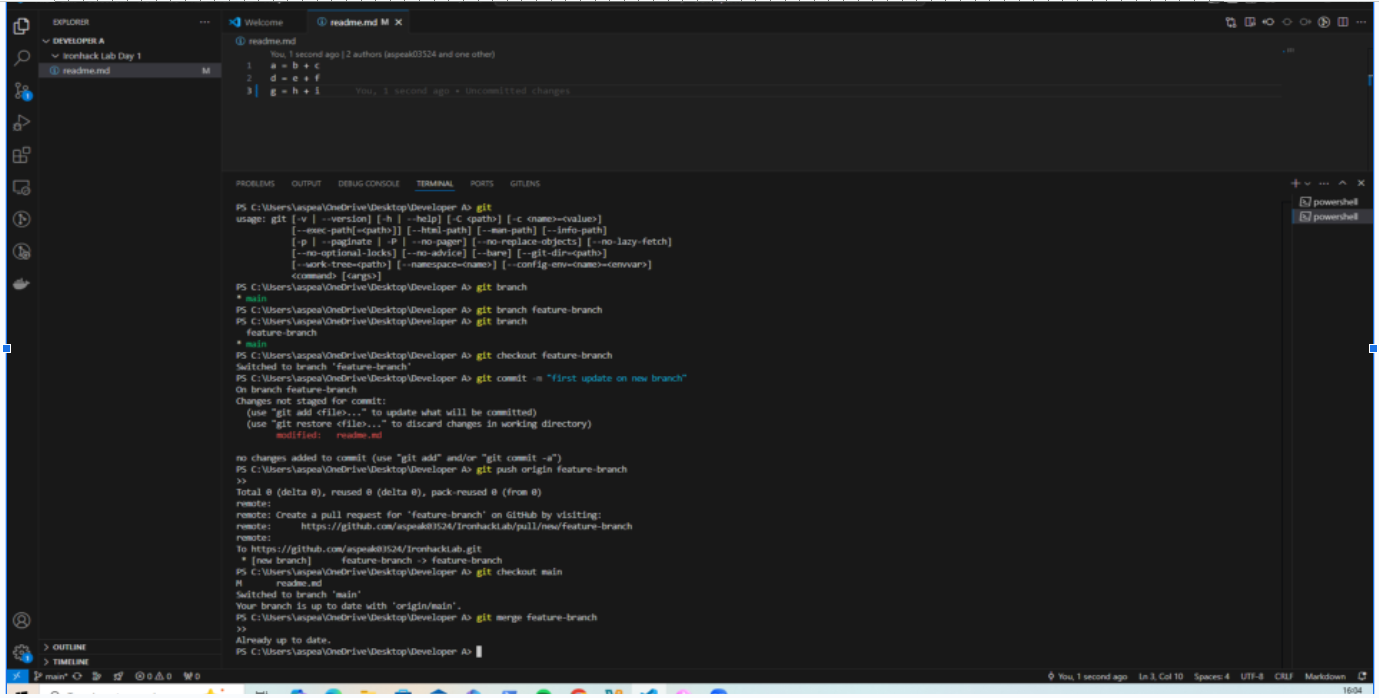 EXPLORER
Welcome
readme.md M
DEVELOPER A
Ironhack Lab Day 1
readme.md M
readme.md
You, 1 second ago | 2 authors (aspeak03524 and one other)
1 a = b + c
2 d = e + f
3 g = h + i You, 1 second ago • Uncommitted changes
PROBLEMS OUTPUT DEBUG CONSOLE TERMINAL PORTS GITLENS
powershell
powershell
PS C:\Users\aspea\OneDrive\Desktop\Developer A> git
usage: git [-v | --version] [-h | --help] [-C <path>] [-c <name>=<value>]
[--exec-path[=<path>]] [--html-path] [--man-path] [--info-path]
[-p | --paginate | -P | --no-pager] [--no-replace-objects] [--no-lazy-fetch]
[--no-optional-locks] [--no-advice] [--bare] [--git-dir=<path>]
[--work-tree=<path>] [--namespace=<name>] [--config-env=<name>=<envvar>]
<command> [<args>]
PS C:\Users\aspea\OneDrive\Desktop\Developer A> git branch
* main
PS C:\Users\aspea\OneDrive\Desktop\Developer A> git branch feature-branch
PS C:\Users\aspea\OneDrive\Desktop\Developer A> git branch
feature-branch
* main
PS C:\Users\aspea\OneDrive\Desktop\Developer A> git checkout feature-branch
Switched to branch 'feature-branch'
PS C:\Users\aspea\OneDrive\Desktop\Developer A> git commit -m "first update on new branch"
On branch feature-branch
Changes not staged for commit:
(use "git add <file>..." to update what will be committed)
(use "git restore <file>..." to discard changes in working directory)
modified: readme.md
no changes added to commit (use "git add" and/or "git commit -a")
PS C:\Users\aspea\OneDrive\Desktop\Developer A> git push origin feature-branch
>>
Total 0 (delta 0), reused 0 (delta 0), pack-reused 0 (from 0)
remote:
remote: Create a pull request for 'feature-branch' on GitHub by visiting:
remote: https://github.com/aspeak03524/IronhackLab/pull/new/feature-branch
remote:
To https://github.com/aspeak03524/IronhackLab.git
* [new branch] feature-branch -> feature-branch
PS C:\Users\aspea\OneDrive\Desktop\Developer A> git checkout main
M readme.md
Switched to branch 'main'
Your branch is up to date with 'origin/main'.
PS C:\Users\aspea\OneDrive\Desktop\Developer A> git merge feature-branch
>>
Already up to date.
PS C:\Users\aspea\OneDrive\Desktop\Developer A>
OUTLINE
TIMELINE
main* 0 0 0 You, 1 second ago Ln 3, Col 10 Spaces: 4 UTF-8 CRLF Markdown
16:04